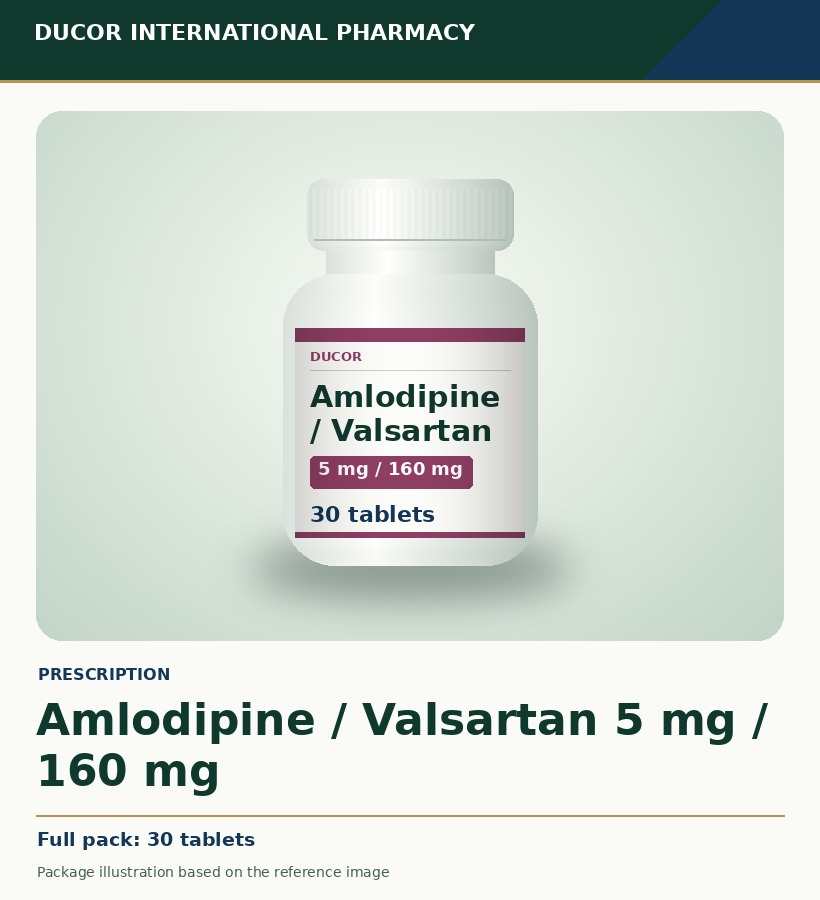 DUCOR INTERNATIONAL PHARMACY
DUCOR
Amlodipine
/ Valsartan
5 mg / 160 mg
30 tablets
PRESCRIPTION
Amlodipine / Valsartan 5 mg /
160 mg
Full pack: 30 tablets
Package illustration based on the reference image